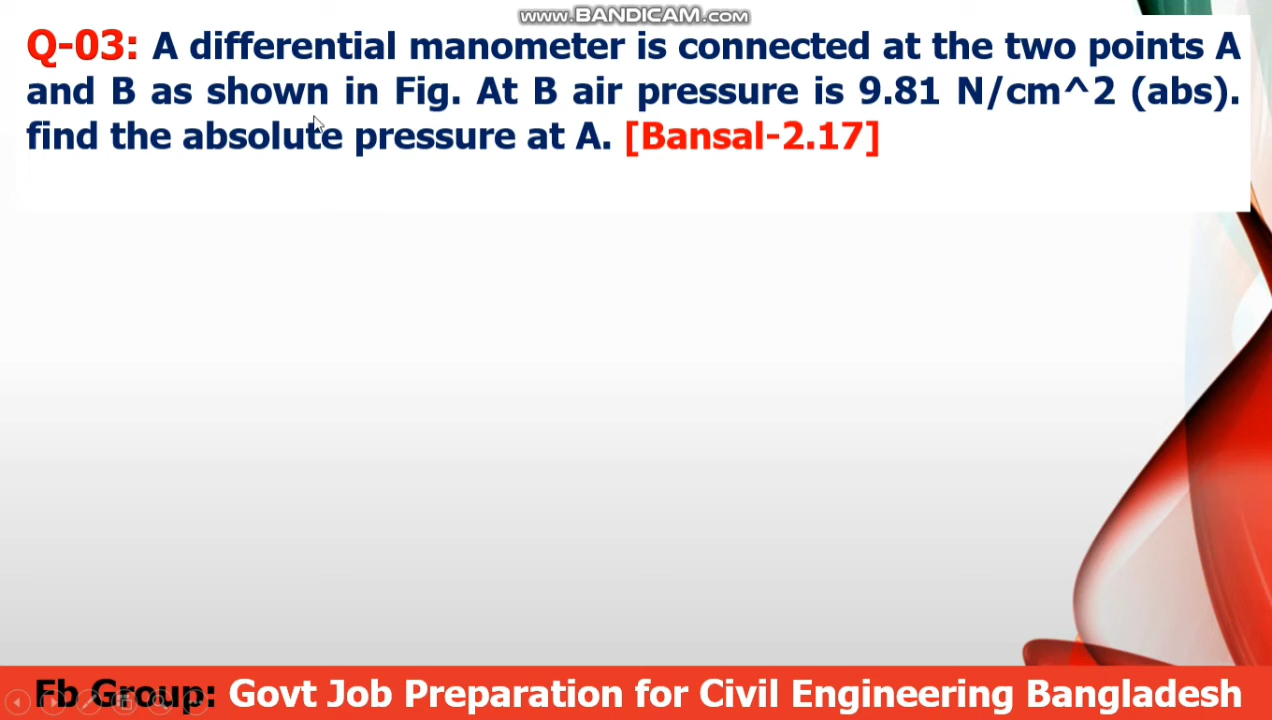 www.BANDICAM.com
Q-03: A differential manometer is connected at the two points A
and B as shown in Fig. At B air pressure is 9.81 N/cm^2 (abs).
find the absolute pressure at A. [Bansal-2.17]
Fb Group: Govt Job Preparation for Civil Engineering Bangladesh